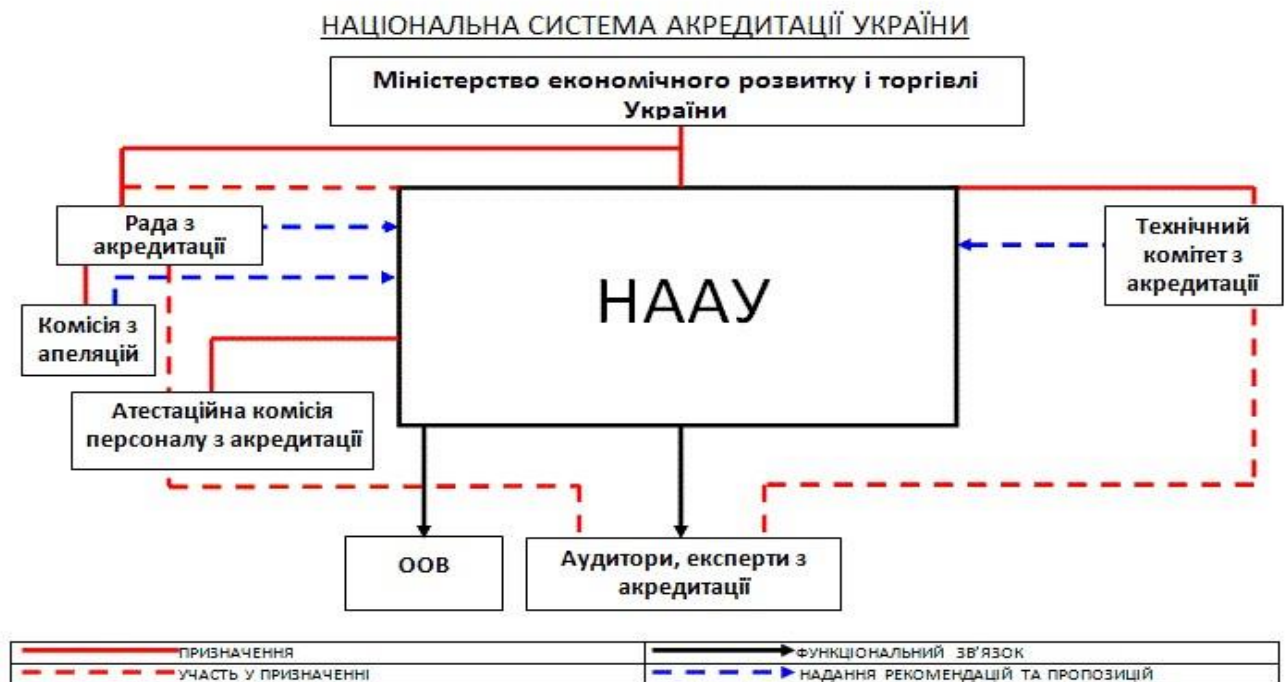 НАЦІОНАЛЬНА СИСТЕМА АКРЕДИТАЦІЇ УКРАЇНИ
Міністерство економічного розвитку і торгівлі
України
Рада з
акредитації
Технічний
комітет з
акредитації
НААУ
Комісія з
апеляцій
Атестаційна комісія
персоналу з акредитації
ООВ
Аудитори, експерти з
акредитації
ПРИЗНАЧЕННЯ
ФУНКЦІОНАЛЬНИЙ ЗВ'ЯЗОК
УЧАСТЬ У ПРИЗНАЧЕННІ
НАДАННЯ РЕКОМЕНДАЦІЙ ТА ПРОПОЗИЦІЙ